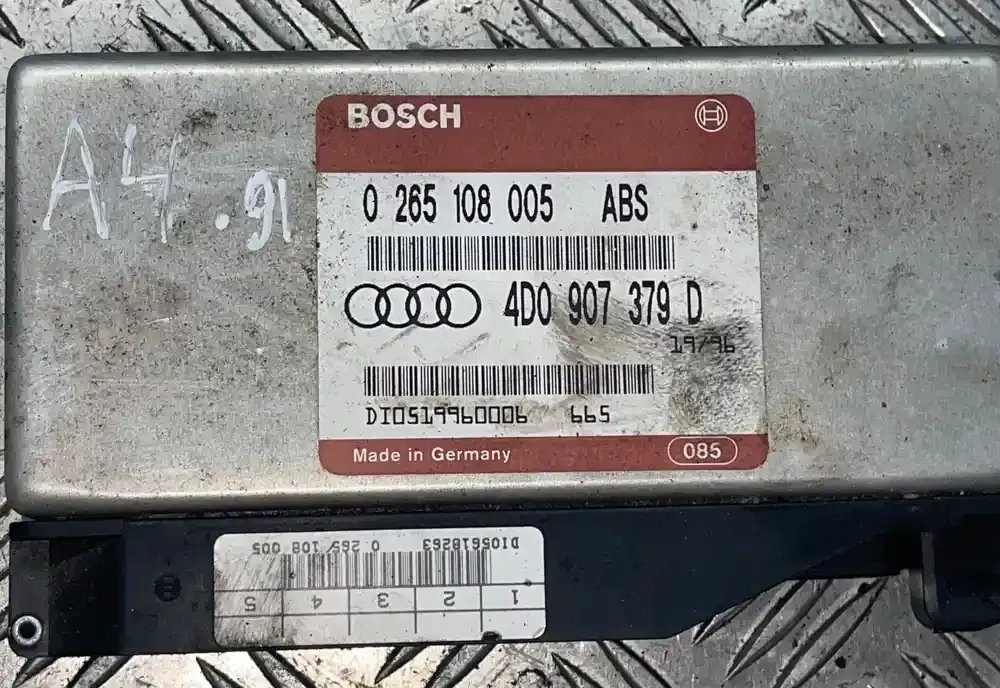 BOSCH
A4 .91
0 265 108 005 ABS
4D0 907 379 D
19/96
DI0519960006 665
Made in Germany 085
DI05618263 0 265 108 005
1 2 3 4 5